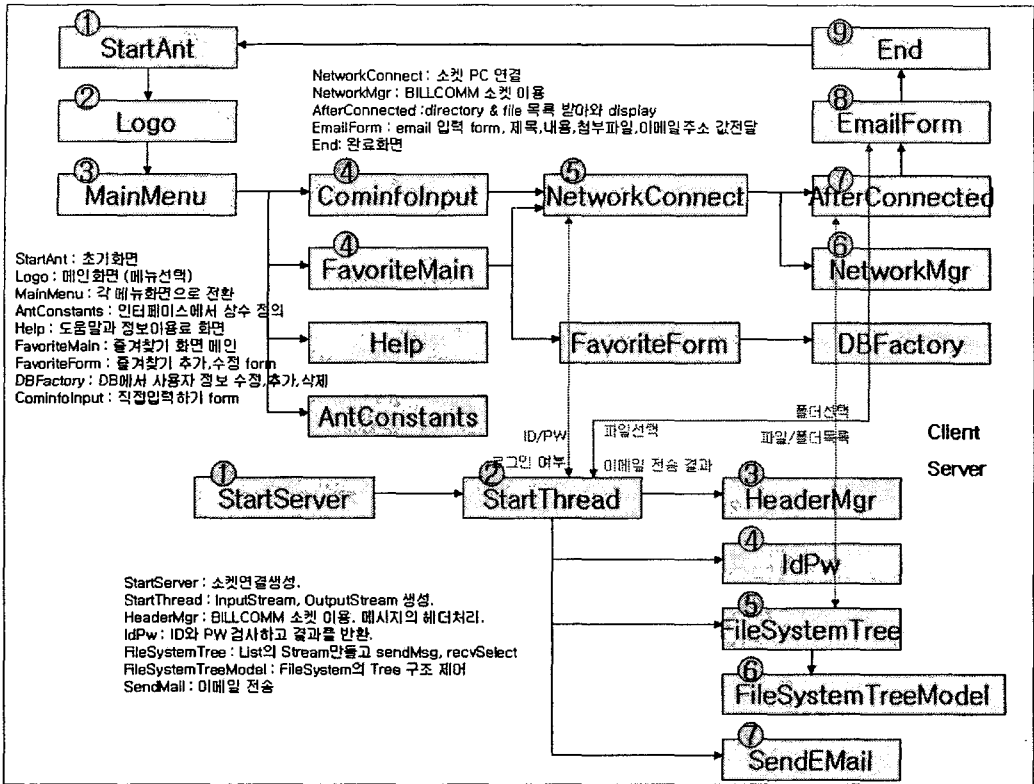 ① StartAnt
② Logo
③ MainMenu
NetworkConnect : 소켓 PC 연결
NetworkMgr : BILLCOMM 소켓 이용
AfterConnected :directory & file 목록 받아와 display
EmailForm : email 입력 form, 제목,내용,첨부파일,이메일주소 값전달
End: 완료화면
⑨ End
⑧ EmailForm
④ CominfoInput
⑤ NetworkConnect
⑦ AfterConnected
④ FavoriteMain
⑥ NetworkMgr
Help
FavoriteForm
DBFactory
AntConstants
StartAnt : 초기화면
Logo : 메인화면 (메뉴선택)
MainMenu : 각 메뉴화면으로 전환
AntConstants : 인터페이스에서 상수 정의
Help : 도움말과 정보이용료 화면
FavoriteMain : 즐겨찾기 화면 메인
FavoriteForm : 즐겨찾기 추가,수정 form
DBFactory : DB에서 사용자 정보 수정,추가,삭제
CominfoInput : 직접입력하기 form
ID/PW
로그인 여부
파일선택
이메일 전송 결과
폴더선택
파일/폴더목록
Client
Server
① StartServer
② StartThread
③ HeaderMgr
④ IdPw
⑤ FileSystemTree
⑥ FileSystemTreeModel
⑦ SendEMail
StartServer : 소켓연결생성.
StartThread : InputStream, OutputStream 생성.
HeaderMgr : BILLCOMM 소켓 이용. 메시지의 헤더처리.
IdPw : ID와 PW 검사하고 결과를 반환.
FileSystemTree : List의 Stream만들고 sendMsg, recvSelect
FileSystemTreeModel : FileSystem의 Tree 구조 제어
SendMail : 이메일 전송